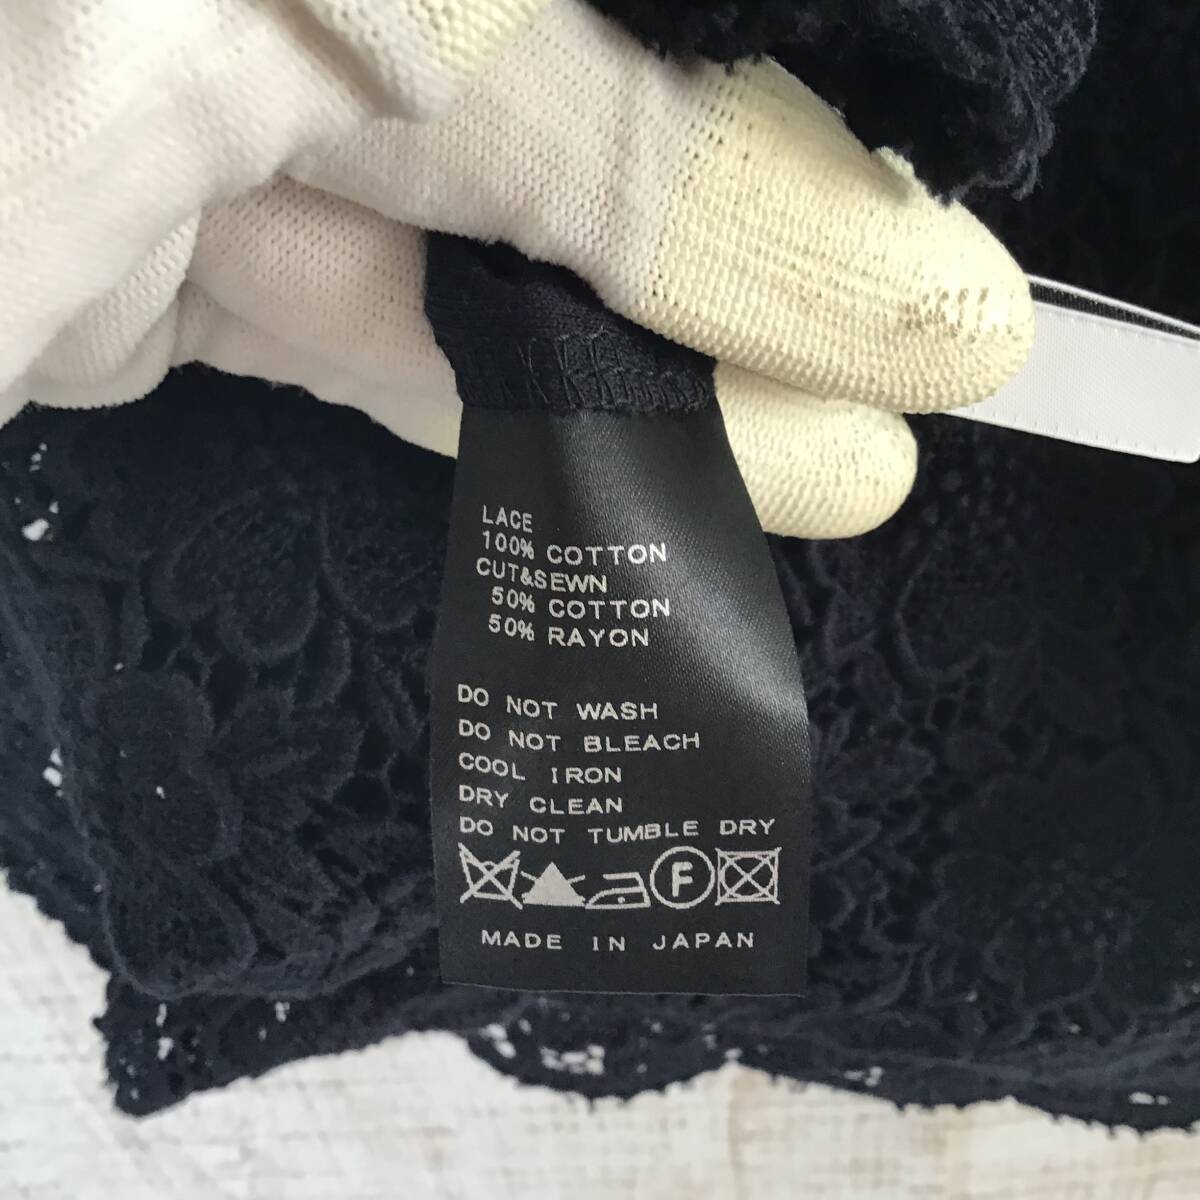 LACE
100% COTTON
CUT&SEWN
50% COTTON
50% RAYON
DO NOT WASH
DO NOT BLEACH
COOL IRON
DRY CLEAN
DO NOT TUMBLE DRY
F
MADE IN JAPAN